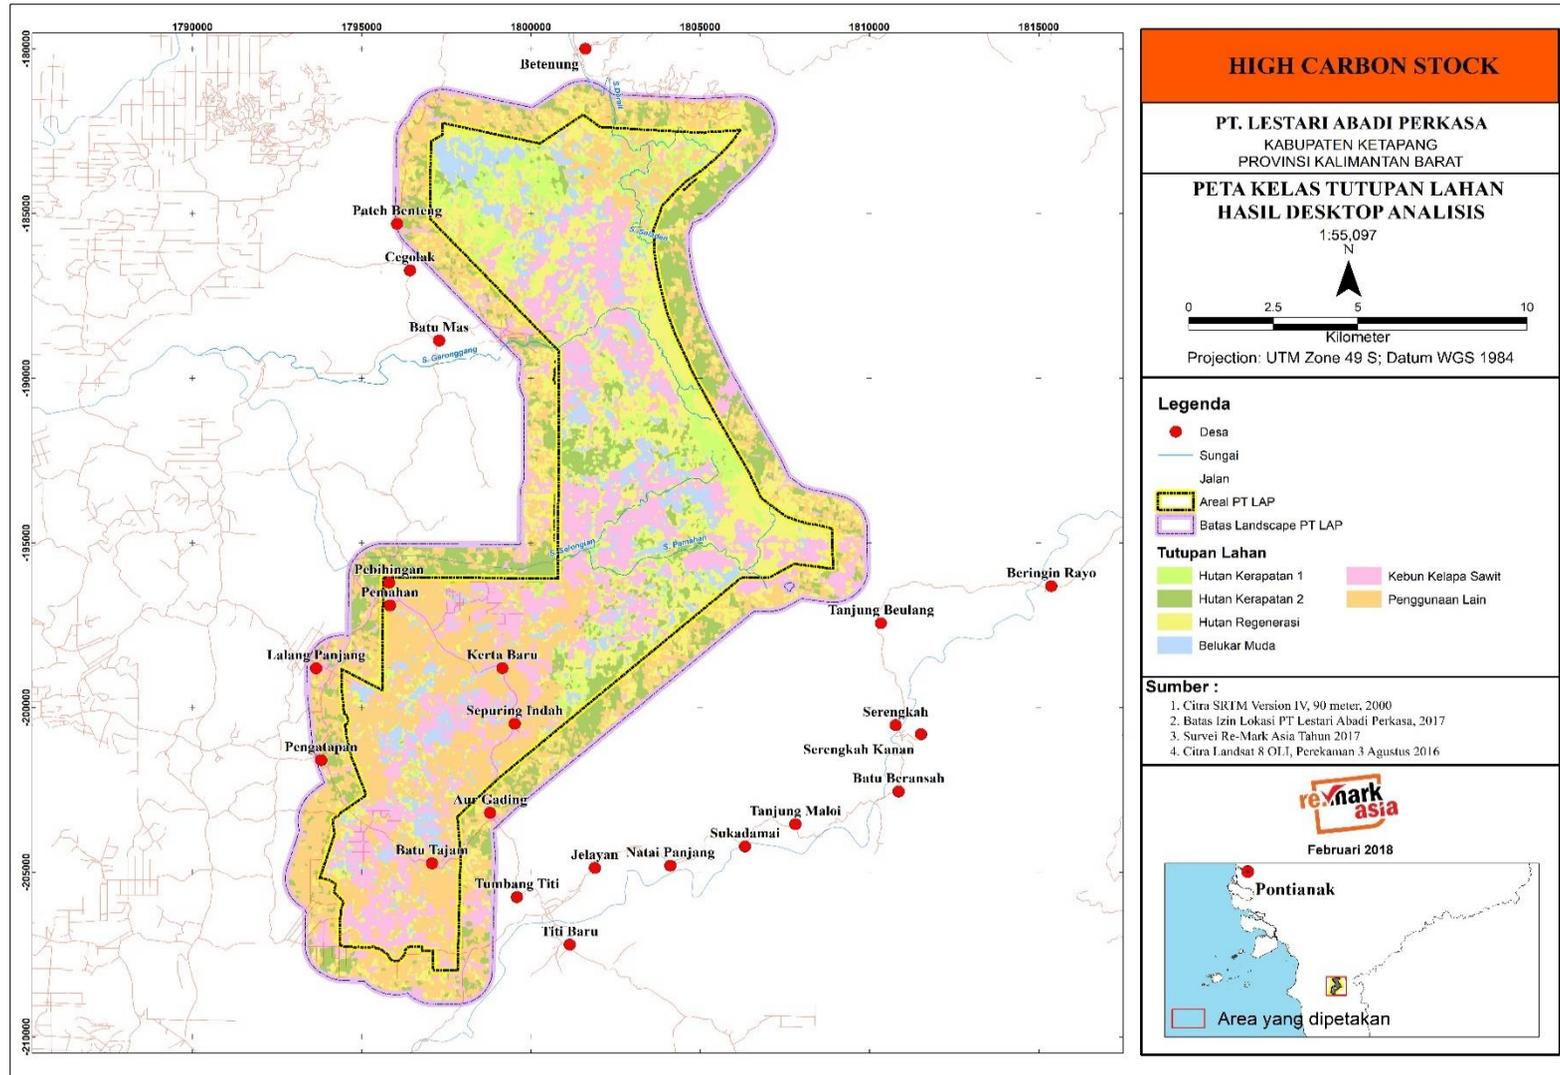 1790000 1795000 1800000 1805000 1810000 1815000
-180000
-185000
-190000
-195000
-200000
-205000
-210000
Betenung
Pateh Benteng
Cegolak
Batu Mas
S. Geronggang
Pebihingan
Pemahan
S. Pamahan
Beringin Rayo
Tanjung Beulang
Lalang Panjang
Kerta Baru
Sepuring Indah
Serengkah
Serengkah Kanan
Pengatapan
Batu Beransah
Aur Gading
Tanjung Maloi
Sukadamai
Batu Tajam
Jelayan
Natai Panjang
Tumbang Titi
Titi Baru
HIGH CARBON STOCK
PT. LESTARI ABADI PERKASA
KABUPATEN KETAPANG
PROVINSI KALIMANTAN BARAT
PETA KELAS TUTUPAN LAHAN
HASIL DESKTOP ANALISIS
1:55,097
N
0 2.5 5 10
Kilometer
Projection: UTM Zone 49 S; Datum WGS 1984
Legenda
Desa
Sungai
Jalan
Areal PT LAP
Batas Landscape PT LAP
Tutupan Lahan
Hutan Kerapatan 1
Hutan Kerapatan 2
Hutan Regenerasi
Belukar Muda
Kebun Kelapa Sawit
Penggunaan Lain
Sumber :
1. Citra SRTM Version IV, 90 meter, 2000
2. Batas Izin Lokasi PT Lestari Abadi Perkasa, 2017
3. Survei Re-Mark Asia Tahun 2017
4. Citra Landsat 8 OLI, Perekaman 3 Agustus 2016
re.mark
asia
Februari 2018
Pontianak
Area yang dipetakan